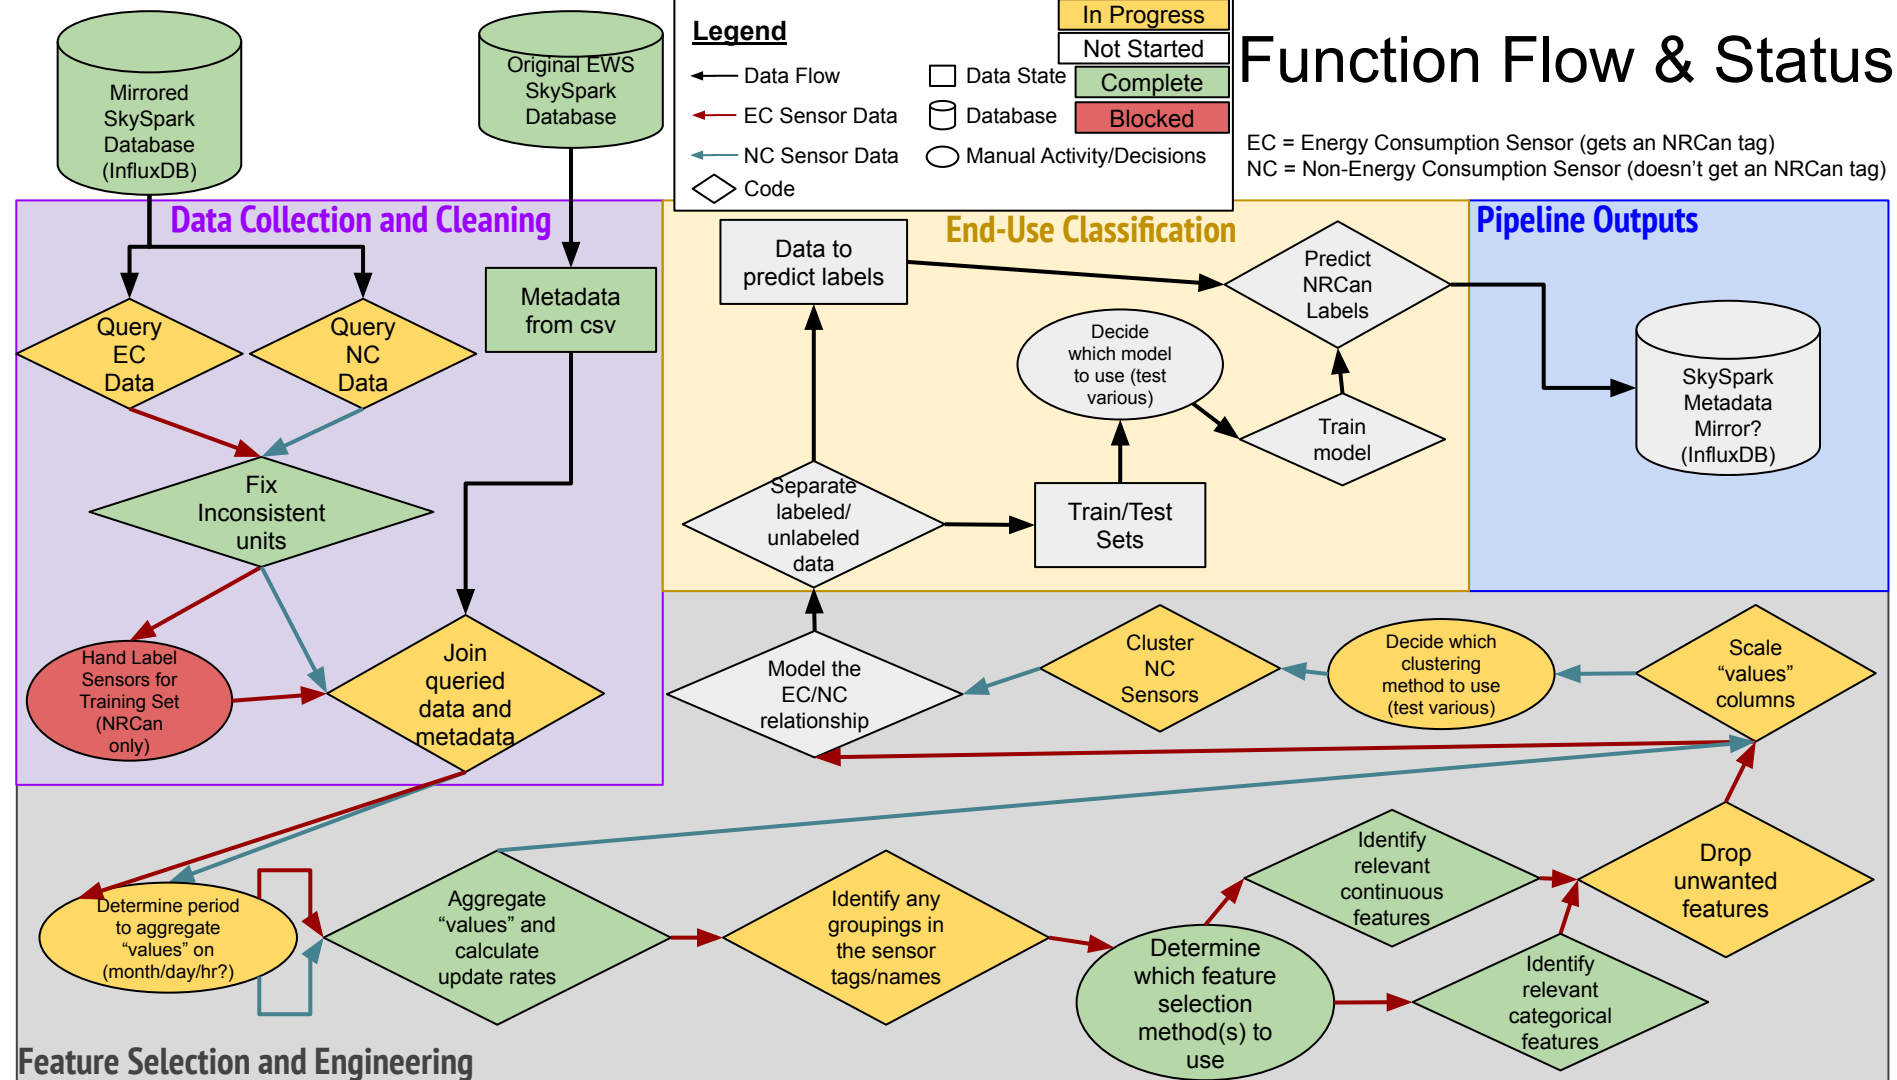 Function Flow & Status
EC = Energy Consumption Sensor (gets an NRCan tag)
NC = Non-Energy Consumption Sensor (doesn't get an NRCan tag)
Legend
Data Flow
EC Sensor Data
NC Sensor Data
Code
Data State
Database
Manual Activity/Decisions
In Progress
Not Started
Complete
Blocked
Mirrored
SkySpark
Database
(InfluxDB)
Original EWS
SkySpark
Database
Data Collection and Cleaning
Query
EC
Data
Query
NC
Data
Metadata
from csv
Fix
Inconsistent
units
Hand Label
Sensors for
Training Set
(NRCan
only)
Join
queried
data and
metadata
End-Use Classification
Data to
predict labels
Predict
NRCan
Labels
Decide
which model
to use (test
various)
Train
model
Separate
labeled/
unlabeled
data
Train/Test
Sets
Pipeline Outputs
SkySpark
Metadata
Mirror?
(InfluxDB)
Model the
EC/NC
relationship
Cluster
NC
Sensors
Decide which
clustering
method to use
(test various)
Scale
“values”
columns
Determine period
to aggregate
“values” on
(month/day/hr?)
Aggregate
“values” and
calculate
update rates
Identify any
groupings in
the sensor
tags/names
Determine
which feature
selection
method(s) to
use
Identify
relevant
continuous
features
Identify
relevant
categorical
features
Drop
unwanted
features
Feature Selection and Engineering